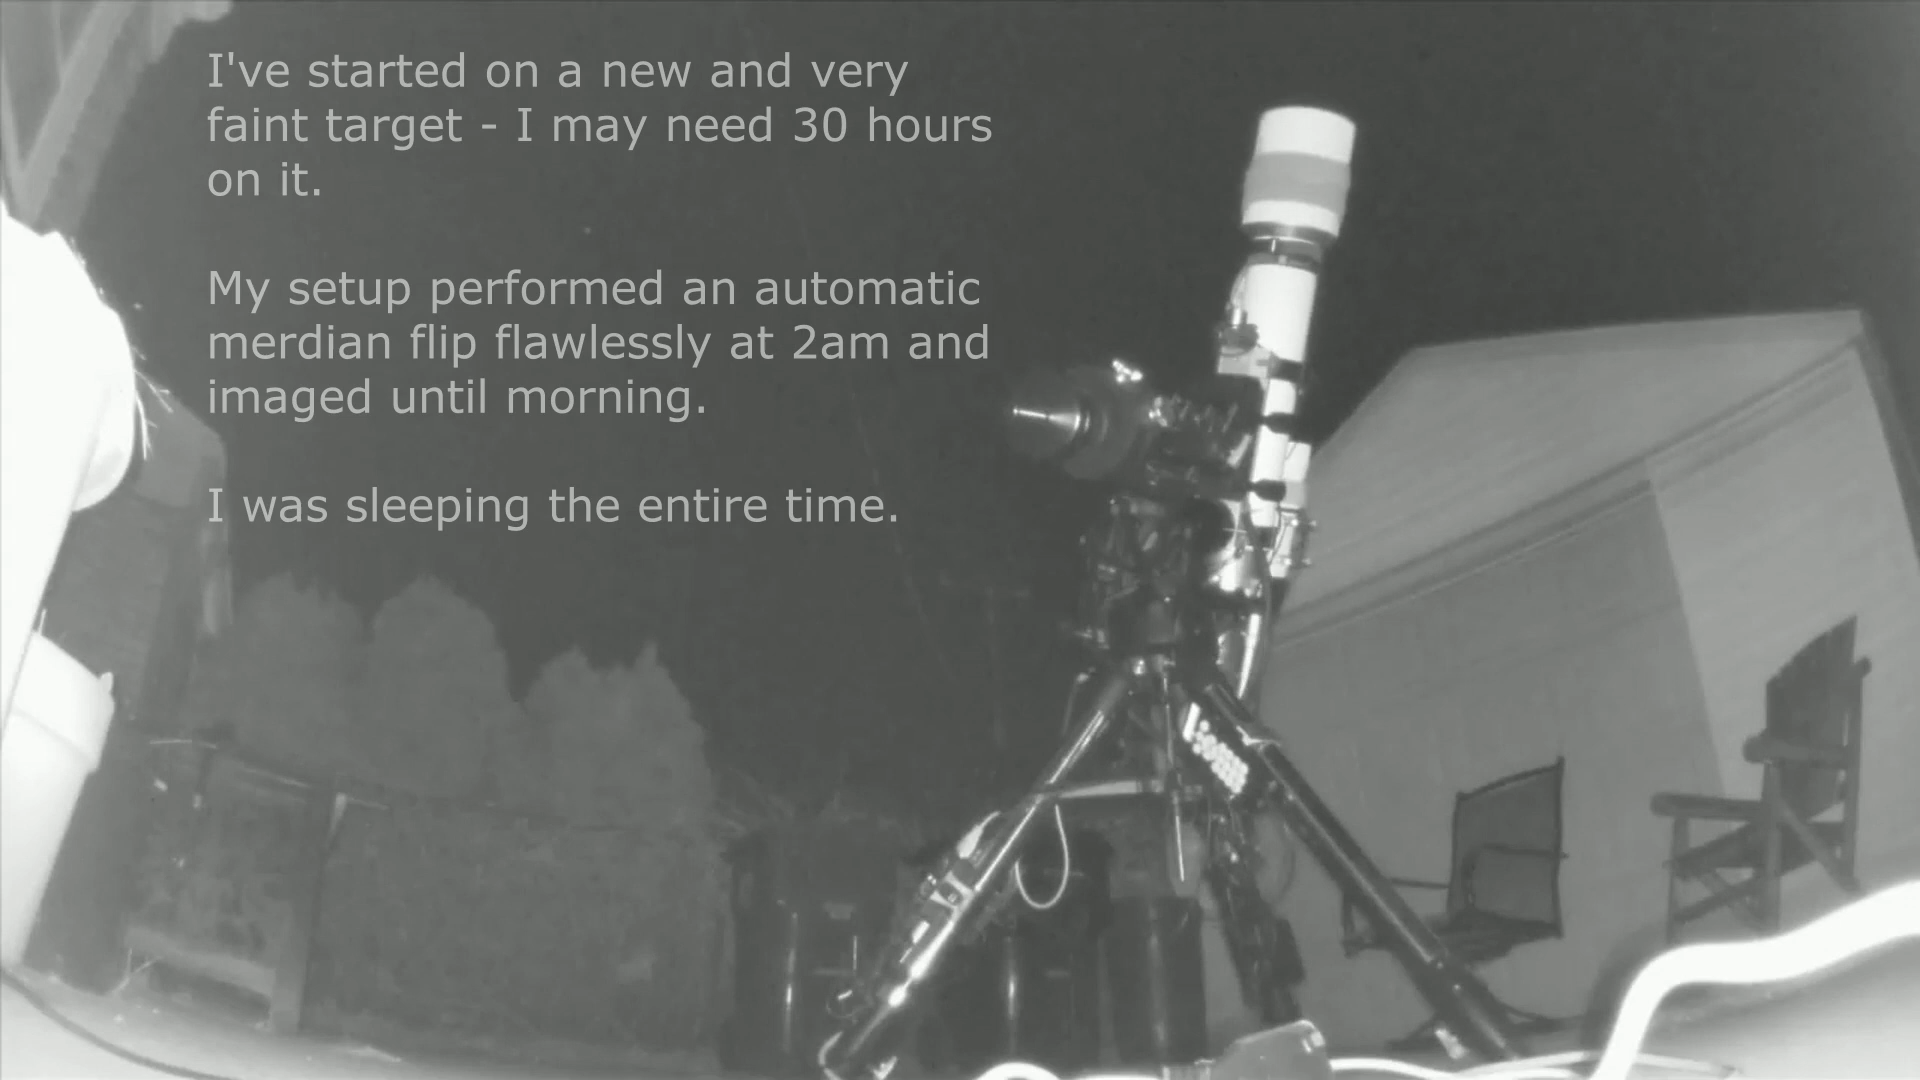 I've started on a new and very
faint target - I may need 30 hours
on it.
My setup performed an automatic
merdian flip flawlessly at 2am and
imaged until morning.
I was sleeping the entire time.